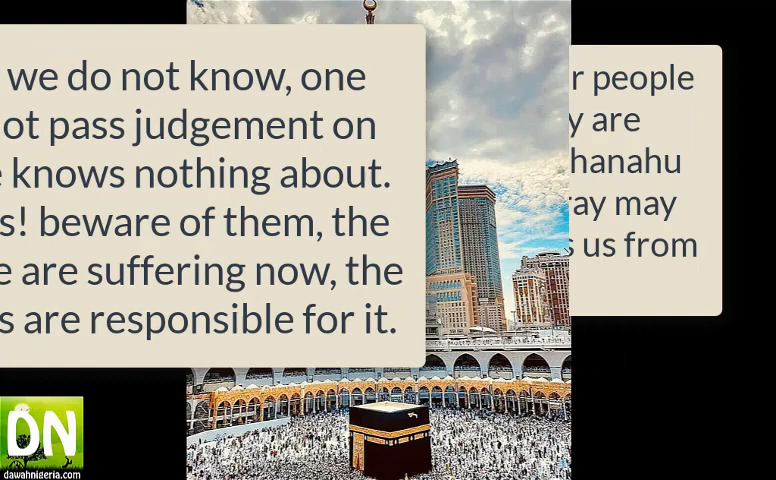 we do not know, one
ot pass judgement on
e knows nothing about.
s! beware of them, the
e are suffering now, the
s are responsible for it.
r people
y are
hanahu
ray may
s us from
DN
dawahnigeria.com